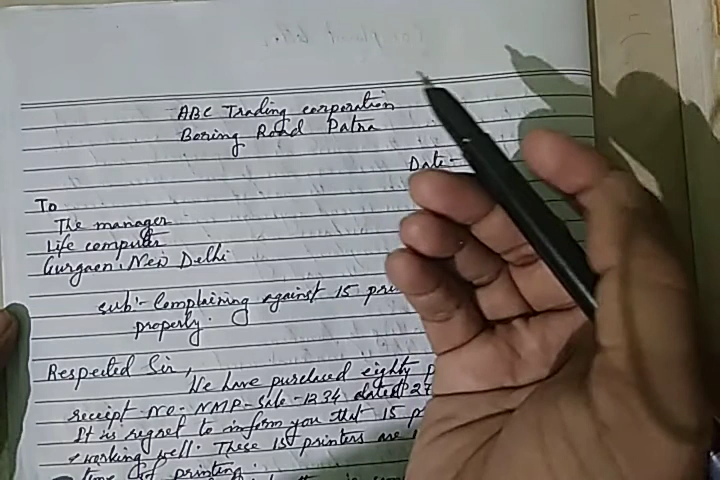 ABC Trading corporation
Boring Road Patna
Date -
To
The manager
Life computer
Gurgaon, New Delhi
sub:- Complaining against 15 pri
properly.
Respected Sir,
We have purchased eighty p
receipt -NO- NMP-Sale-1234 dated 27
It is regret to inform you that 15 p
working well. These 15 printers are
time of printing.